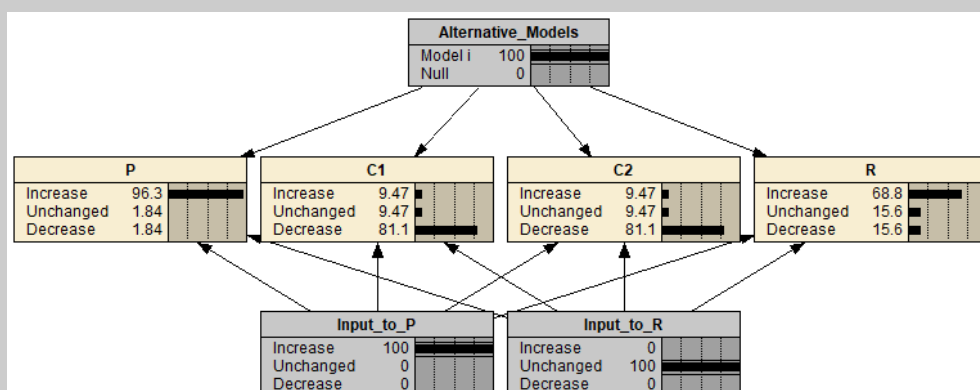 Alternative_Models
Model i 100
Null 0
P
Increase 96.3
Unchanged 1.84
Decrease 1.84
C1
Increase 9.47
Unchanged 9.47
Decrease 81.1
C2
Increase 9.47
Unchanged 9.47
Decrease 81.1
R
Increase 68.8
Unchanged 15.6
Decrease 15.6
Input_to_P
Increase 100
Unchanged 0
Decrease 0
Input_to_R
Increase 0
Unchanged 100
Decrease 0